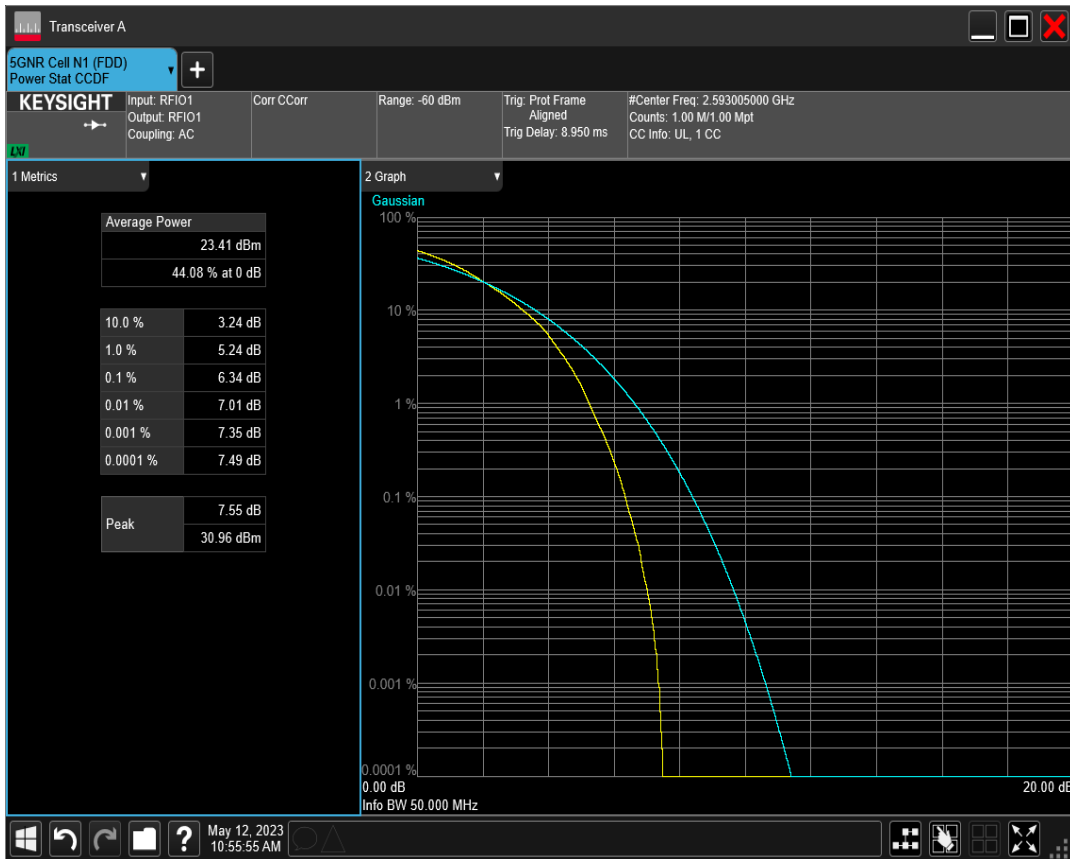 Transceiver A
5GNR Cell N1 (FDD)
Power Stat CCDF
+
KEYSIGHT
LXI
Input: RFIO1
Output: RFIO1
Coupling: AC
Corr CCorr
Range: -60 dBm
Trig: Prot Frame
Aligned
Trig Delay: 8.950 ms
#Center Freq: 2.593005000 GHz
Counts: 1.00 M/1.00 Mpt
CC Info: UL, 1 CC
1 Metrics
Average Power
23.41 dBm
44.08 % at 0 dB
10.0 % 3.24 dB
1.0 % 5.24 dB
0.1 % 6.34 dB
0.01 % 7.01 dB
0.001 % 7.35 dB
0.0001 % 7.49 dB
Peak
7.55 dB
30.96 dBm
2 Graph
Gaussian
100 %
10 %
1 %
0.1 %
0.01 %
0.001 %
0.0001 %
0.00 dB 20.00 dB
Info BW 50.000 MHz
?
May 12, 2023
10:55:55 AM